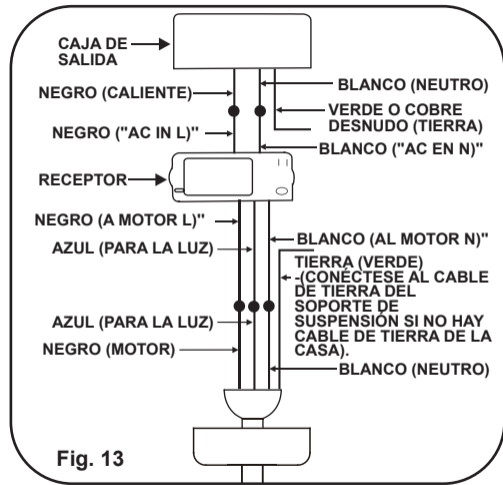 CAJA DE
SALIDA
NEGRO (CALIENTE)
BLANCO (NEUTRO)
VERDE O COBRE
DESNUDO (TIERRA)
NEGRO ("AC IN L)"
BLANCO ("AC EN N)"
RECEPTOR
NEGRO (A MOTOR L)"
AZUL (PARA LA LUZ)
BLANCO (AL MOTOR N)"
TIERRA (VERDE)
-(CONÉCTESE AL CABLE
DE TIERRA DEL
SOPORTE DE
SUSPENSIÓN SI NO HAY
CABLE DE TIERRA DE LA
CASA).
AZUL (PARA LA LUZ)
NEGRO (MOTOR)
BLANCO (NEUTRO)
Fig. 13